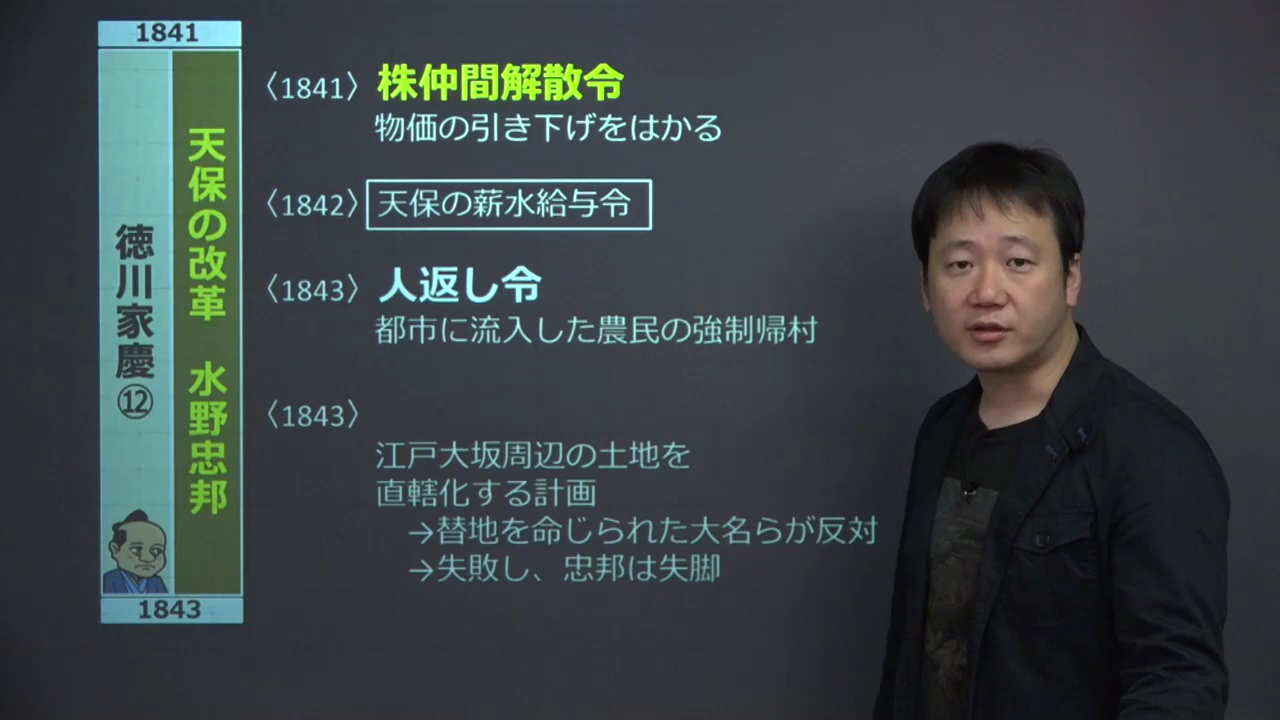 1841
天保の改革 水野忠邦
徳川家慶⑫
1843
〈1841〉 株仲間解散令
物価の引き下げをはかる
〈1842〉 天保の薪水給与令
〈1843〉 人返し令
都市に流入した農民の強制帰村
〈1843〉
江戸大坂周辺の土地を
直轄化する計画
→替地を命じられた大名らが反対
→失敗し、忠邦は失脚